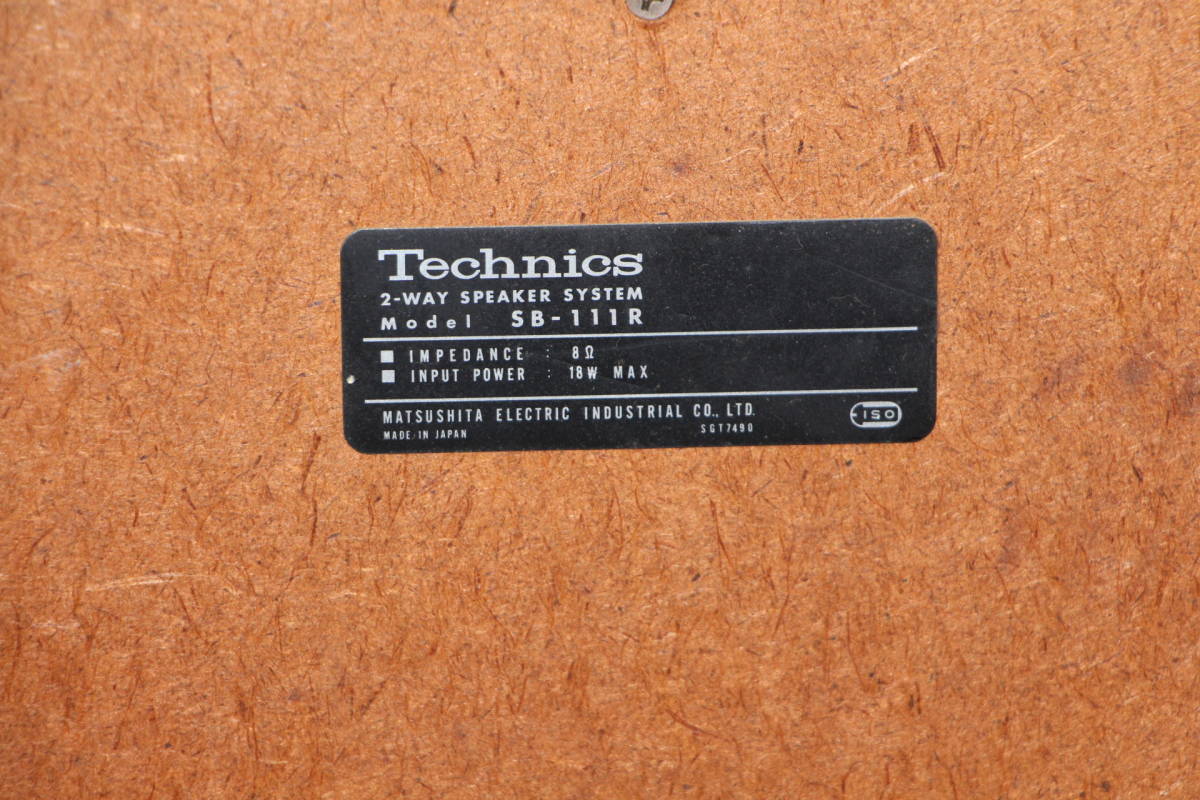 Technics
2-WAY SPEAKER SYSTEM
Model SB-111R
■ IMPEDANCE : 8Ω
■ INPUT POWER : 18W MAX
MATSUSHITA ELECTRIC INDUSTRIAL CO., LTD.
MADE IN JAPAN SGT7490
ISO